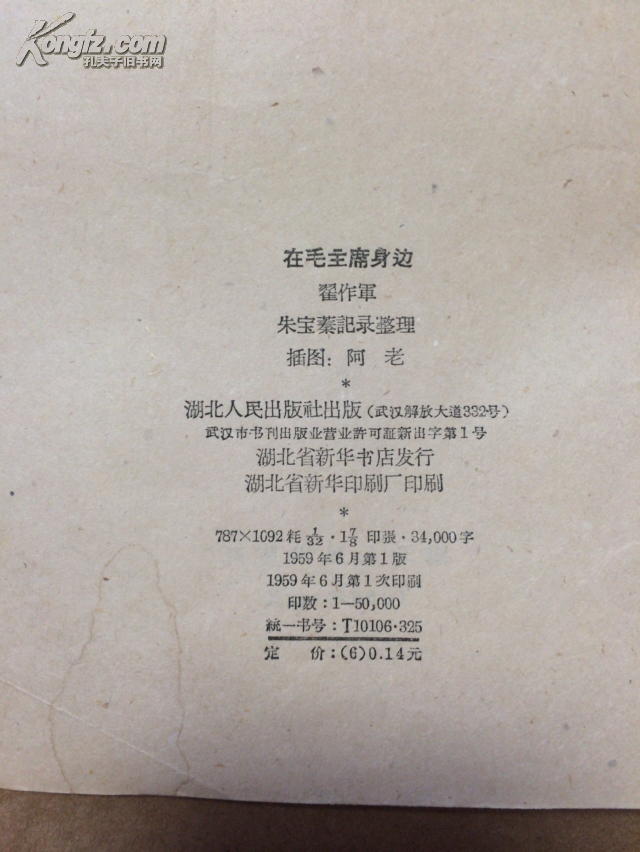 Kongfz.com
孔夫子旧书网
在毛主席身边
翟作軍
朱宝蓁記录整理
插图：阿 老
*
湖北人民出版社出版（武汉解放大道332号）
武汉市书刊出版业营业許可証新出字第1号
湖北省新华书店发行
湖北省新华印刷厂印刷
*
787×1092粍 1/32·1 7/8 印張·34,000字
1959年6月第1版
1959年6月第1次印刷
印数：1—50,000
統一书号：T10106·325
定 价：(6)0.14元